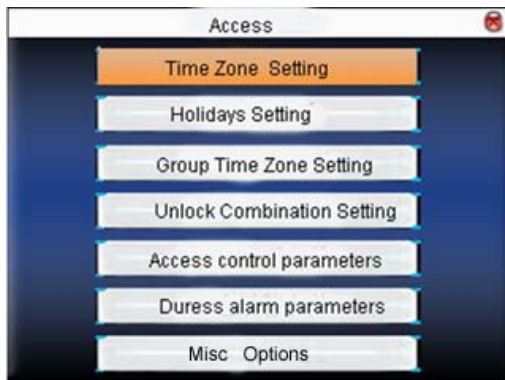 Access
Time Zone Setting
Holidays Setting
Group Time Zone Setting
Unlock Combination Setting
Access control parameters
Duress alarm parameters
Misc Options